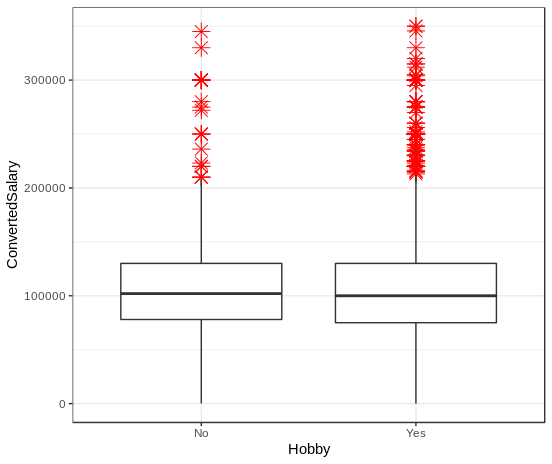 300000
200000
100000
0
ConvertedSalary
No Yes
Hobby